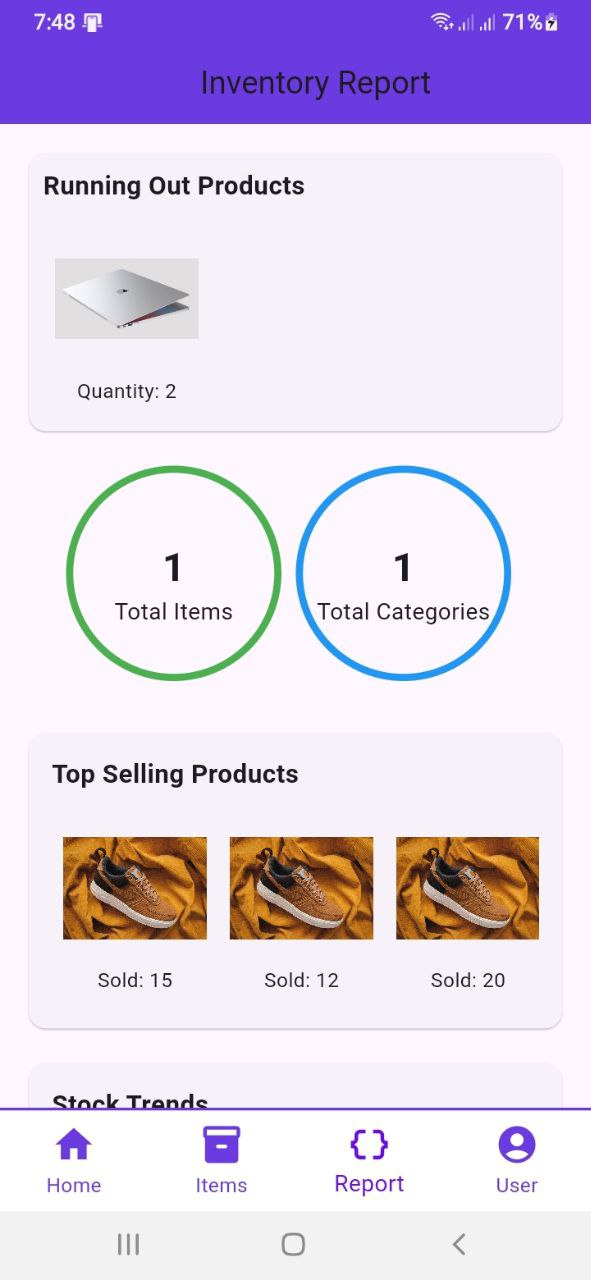 7:48 71%
Inventory Report
Running Out Products
Quantity: 2
1 1
Total Items Total Categories
Top Selling Products
Sold: 15 Sold: 12 Sold: 20
Stock Trends
Home Items Report User